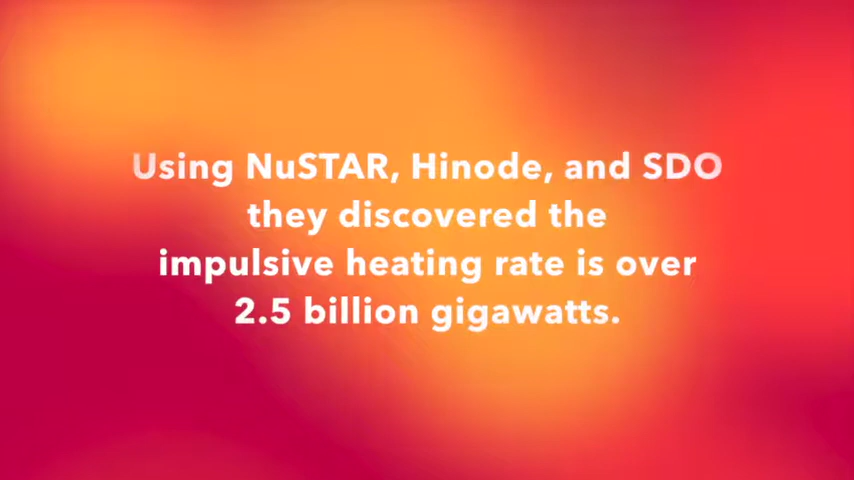 Using NuSTAR, Hinode, and SDO
they discovered the
impulsive heating rate is over
2.5 billion gigawatts.